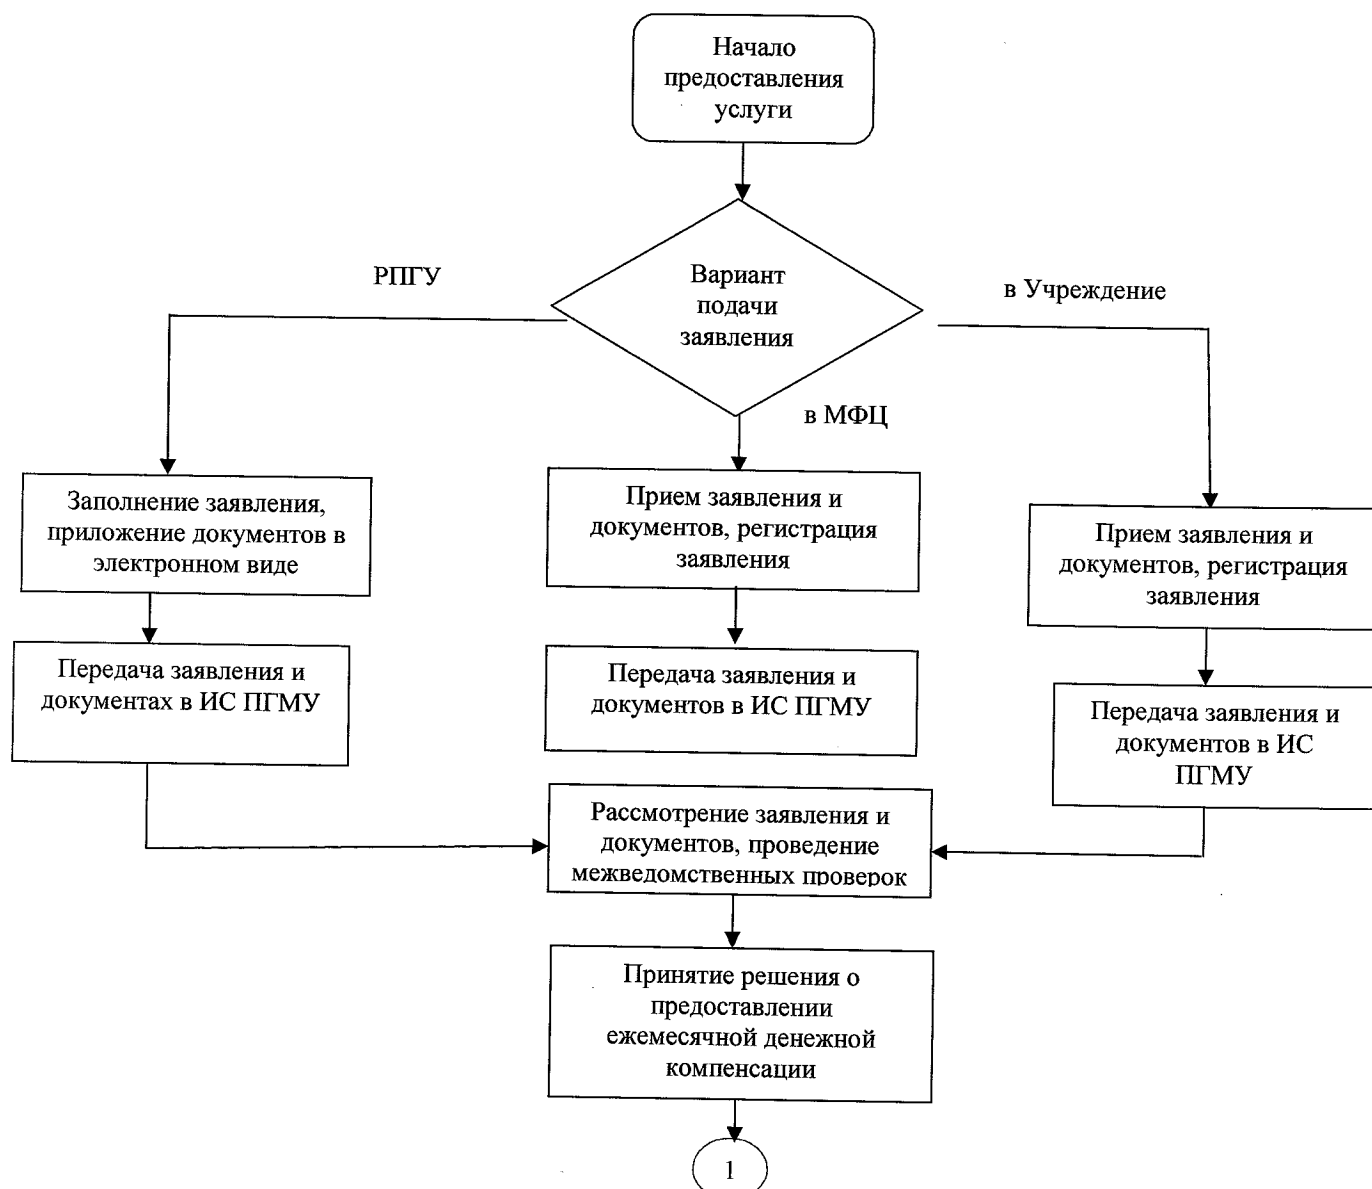 Начало
предоставления
услуги
РПГУ
Вариант
подачи
заявления
в Учреждение
в МФЦ
Заполнение заявления,
приложение документов в
электронном виде
Прием заявления и
документов, регистрация
заявления
Прием заявления и
документов, регистрация
заявления
Передача заявления и
документах в ИС ПГМУ
Передача заявления и
документов в ИС ПГМУ
Передача заявления и
документов в ИС
ПГМУ
Рассмотрение заявления и
документов, проведение
межведомственных проверок
Принятие решения о
предоставлении
ежемесячной денежной
компенсации
1